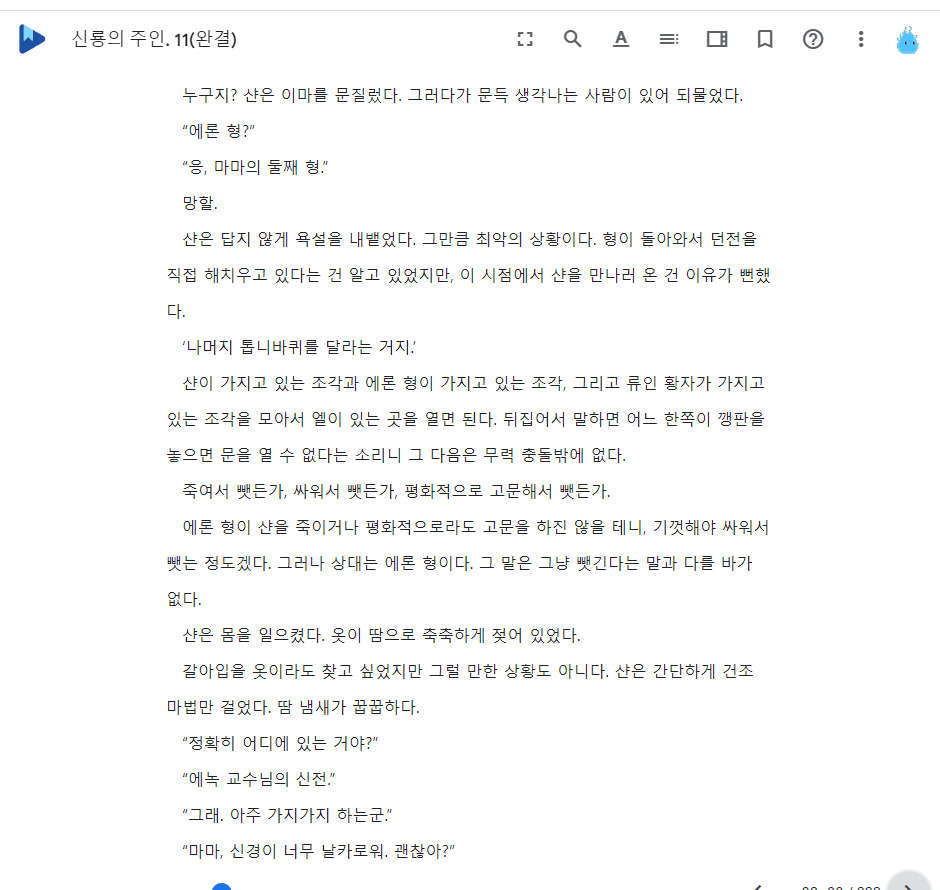 신룡의 주인. 11(완결)
누구지? 샨은 이마를 문질렀다. 그러다가 문득 생각나는 사람이 있어 되물었다.
“에론 형?”
“응, 마마의 둘째 형.”
망할.
샨은 답지 않게 욕설을 내뱉었다. 그만큼 최악의 상황이다. 형이 돌아와서 던전을
직접 해치우고 있다는 건 알고 있었지만, 이 시점에서 샨을 만나러 온 건 이유가 뻔했
다.
‘나머지 톱니바퀴를 달라는 거지.’
샨이 가지고 있는 조각과 에론 형이 가지고 있는 조각, 그리고 류인 황자가 가지고
있는 조각을 모아서 엘이 있는 곳을 열면 된다. 뒤집어서 말하면 어느 한쪽이 깽판을
놓으면 문을 열 수 없다는 소리니 그 다음은 무력 충돌밖에 없다.
죽여서 뺏든가, 싸워서 뺏든가, 평화적으로 고문해서 뺏든가.
에론 형이 샨을 죽이거나 평화적으로라도 고문을 하진 않을 테니, 기껏해야 싸워서
뺏는 정도겠다. 그러나 상대는 에론 형이다. 그 말은 그냥 뺏긴다는 말과 다를 바가
없다.
샨은 몸을 일으켰다. 옷이 땀으로 축축하게 젖어 있었다.
갈아입을 옷이라도 찾고 싶었지만 그럴 만한 상황도 아니다. 샨은 간단하게 건조
마법만 걸었다. 땀 냄새가 꿉꿉하다.
“정확히 어디에 있는 거야?”
“에녹 교수님의 신전.”
“그래. 아주 가지가지 하는군.”
“마마, 신경이 너무 날카로워. 괜찮아?”